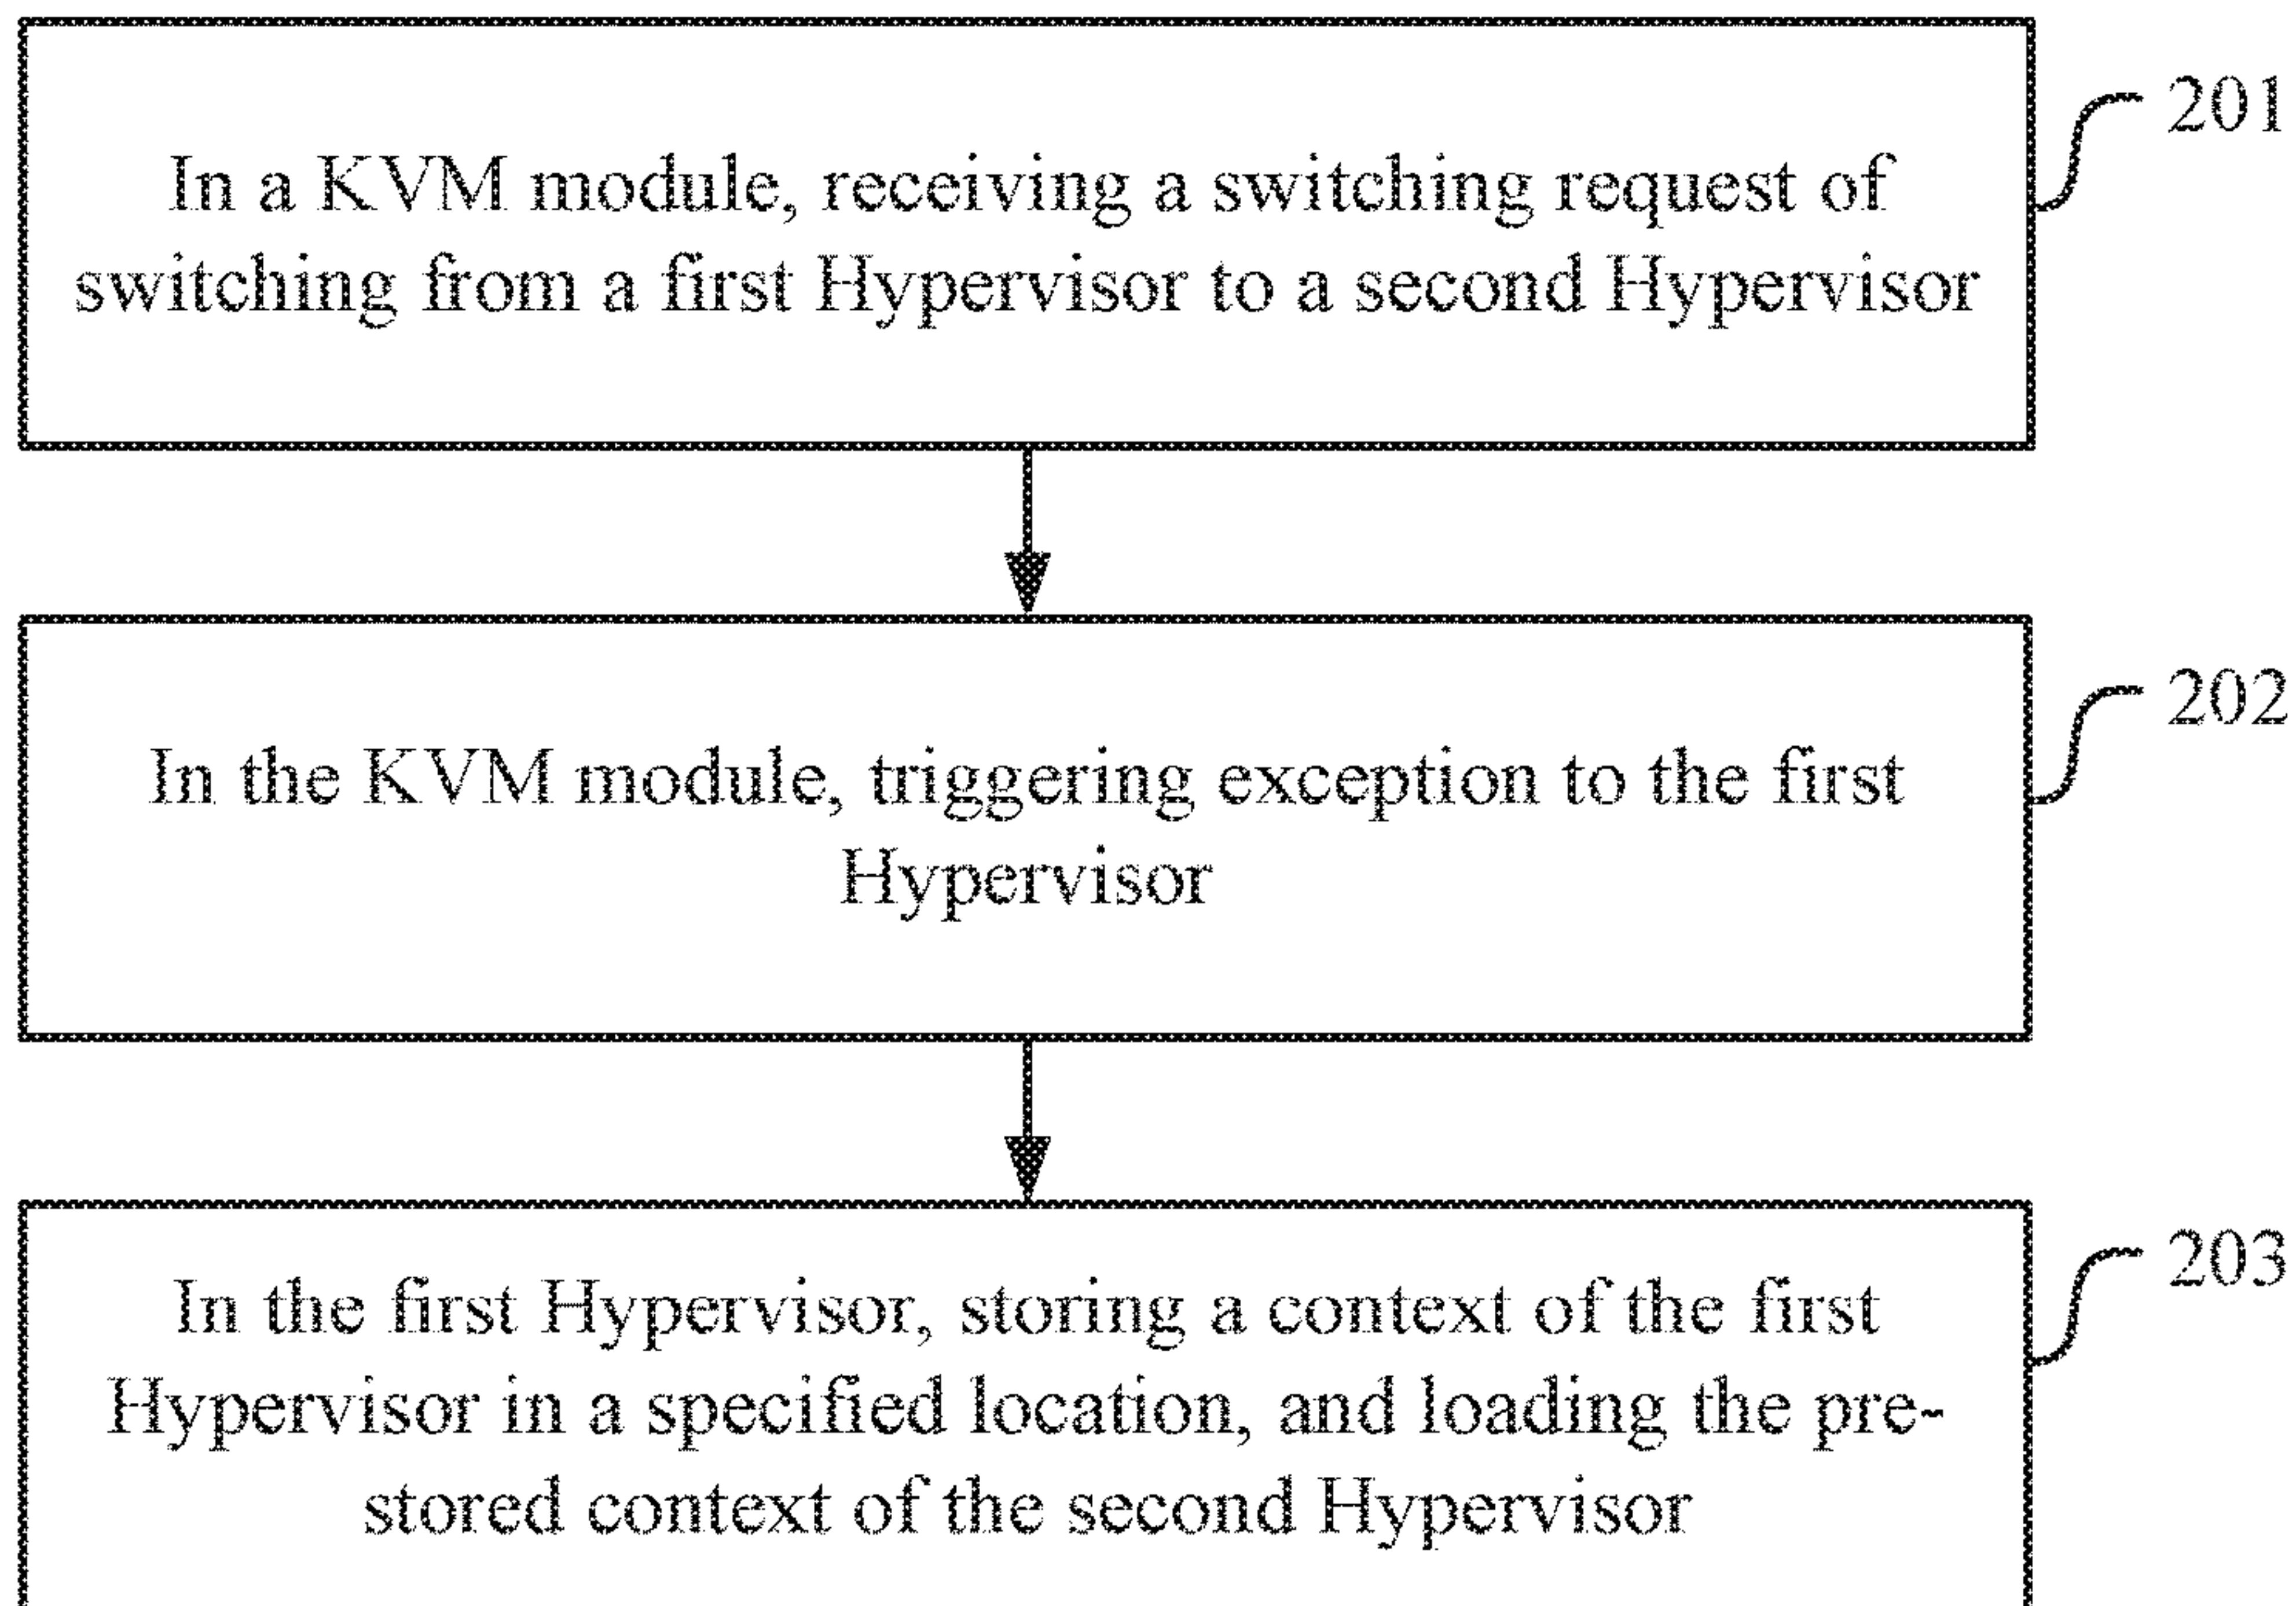 In a KVM module, receiving a switching request of
switching from a first Hypervisor to a second Hypervisor
201
In the KVM module, triggering exception to the first
Hypervisor
202
In the first Hypervisor, storing a context of the first
Hypervisor in a specified location, and loading the pre-
stored context of the second Hypervisor
203